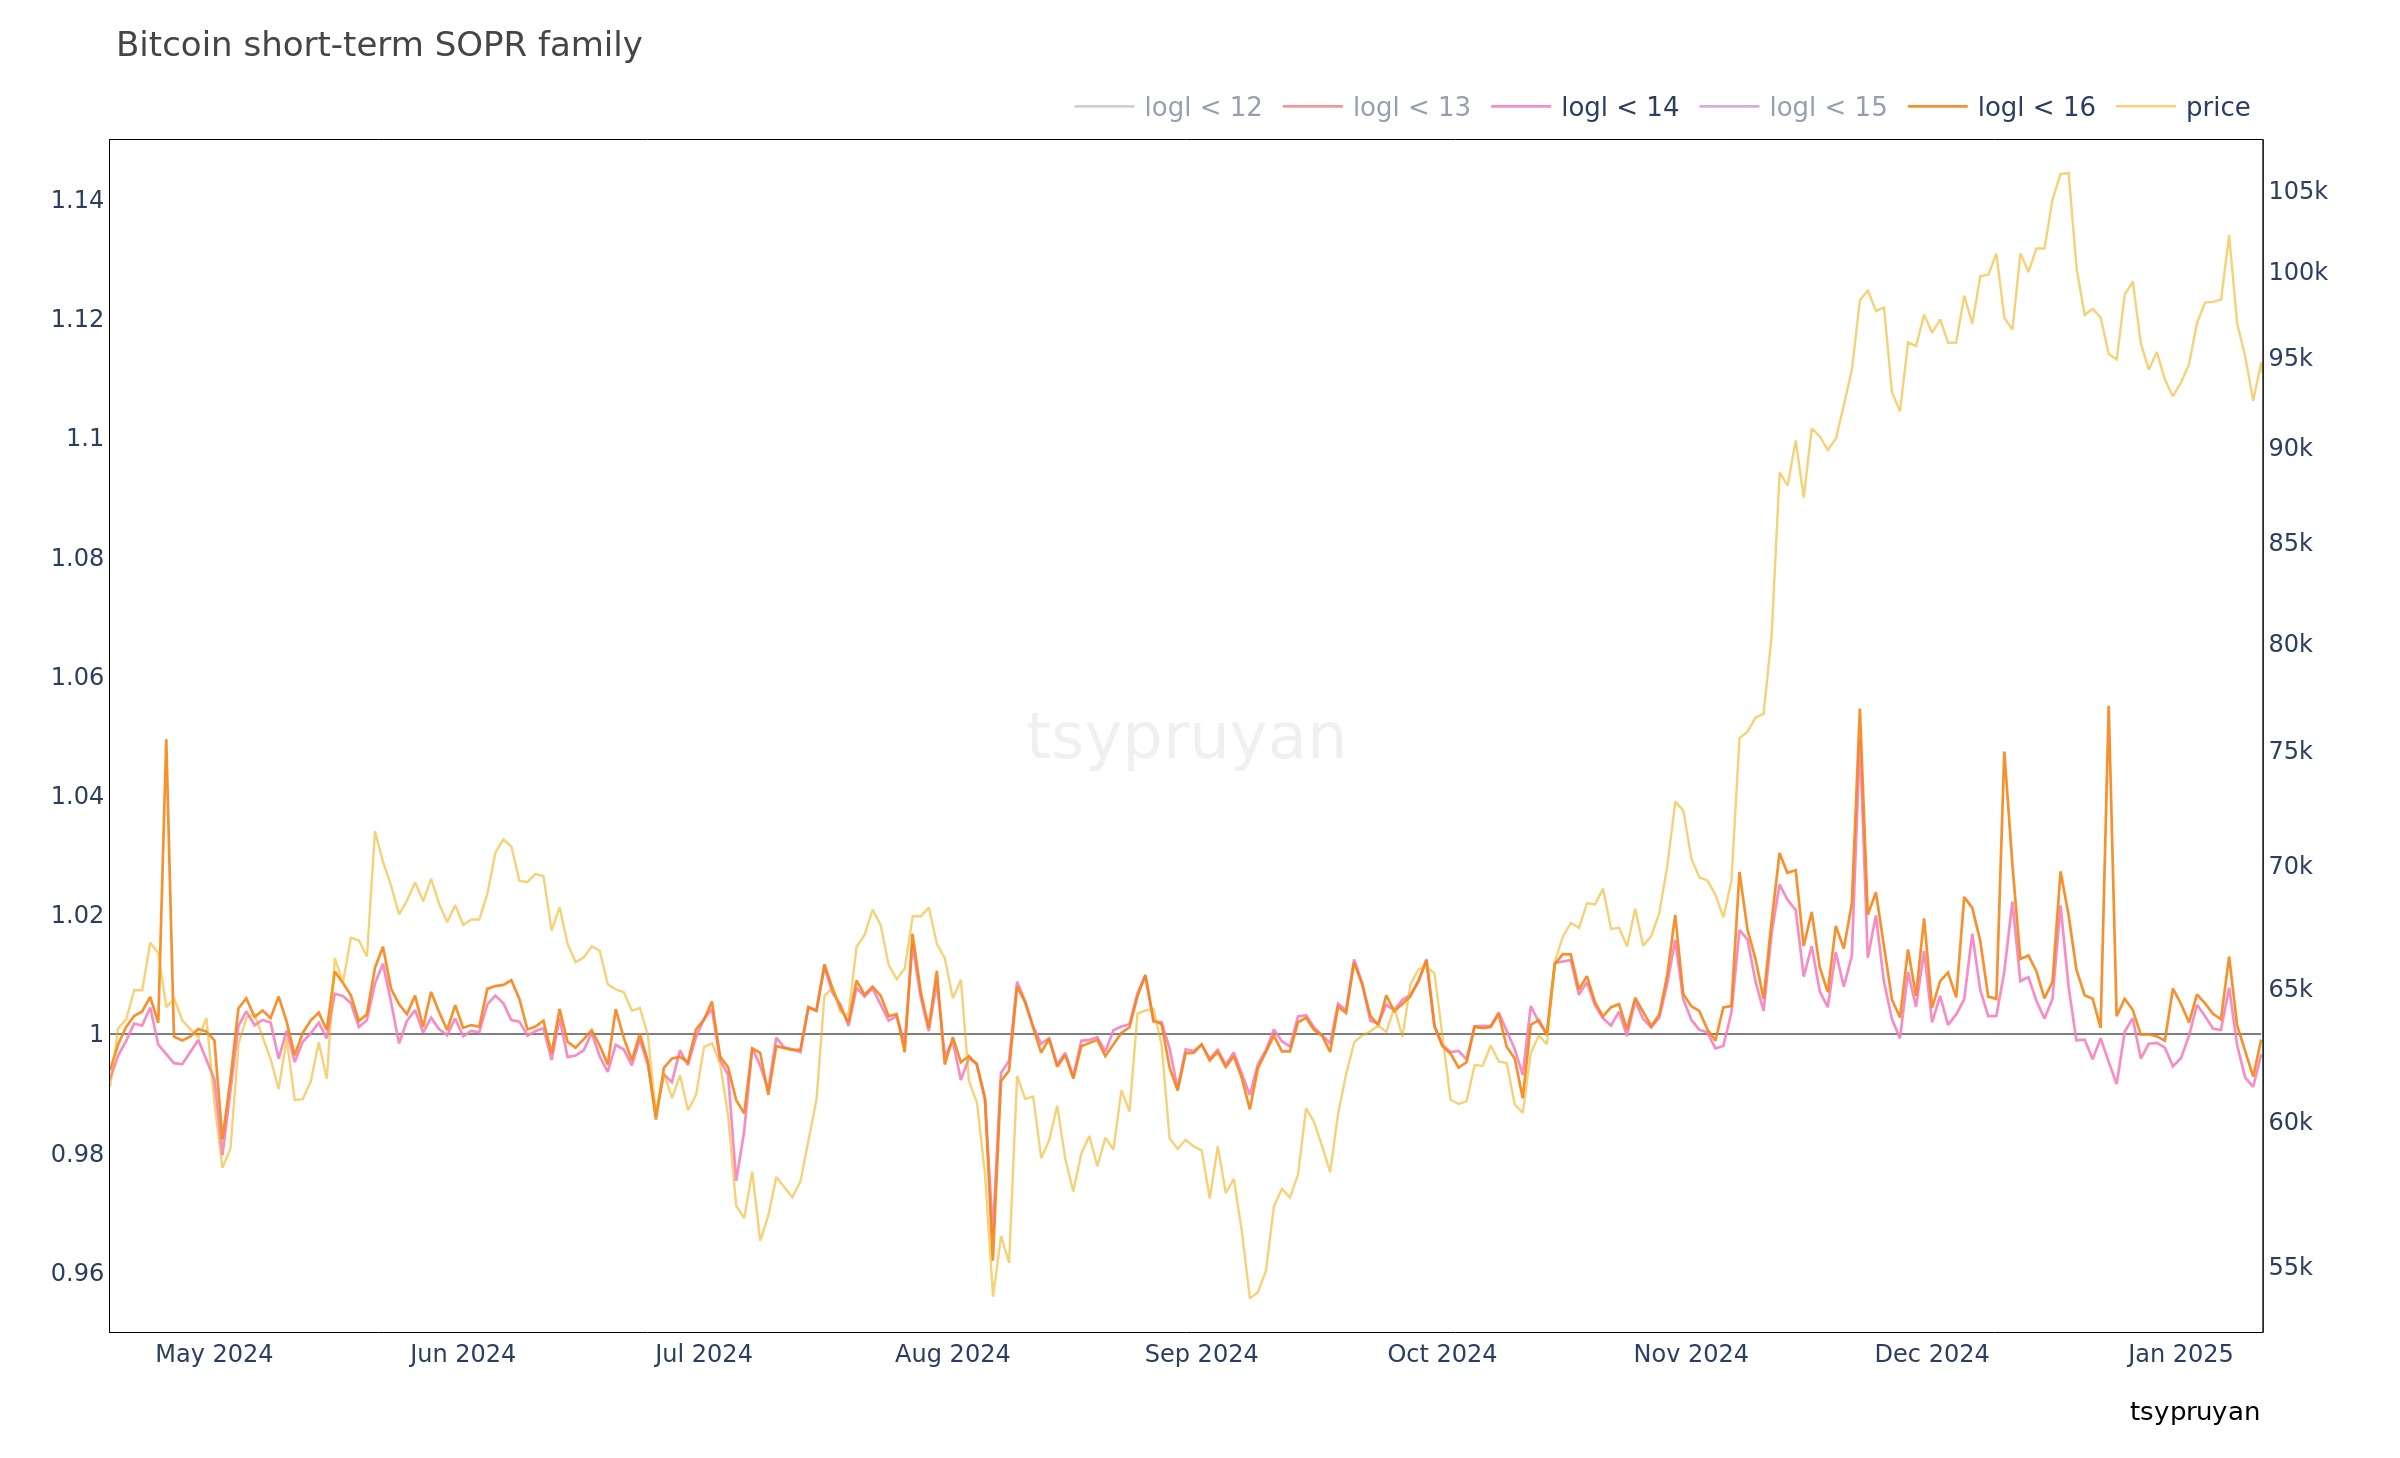 Bitcoin short-term SOPR family
logl < 12 logl < 13 logl < 14 logl < 15 logl < 16 price
1.14
1.12
1.1
1.08
1.06
1.04
1.02
1
0.98
0.96
105k
100k
95k
90k
85k
80k
75k
70k
65k
60k
55k
tsypruyan
May 2024 Jun 2024 Jul 2024 Aug 2024 Sep 2024 Oct 2024 Nov 2024 Dec 2024 Jan 2025
tsypruyan